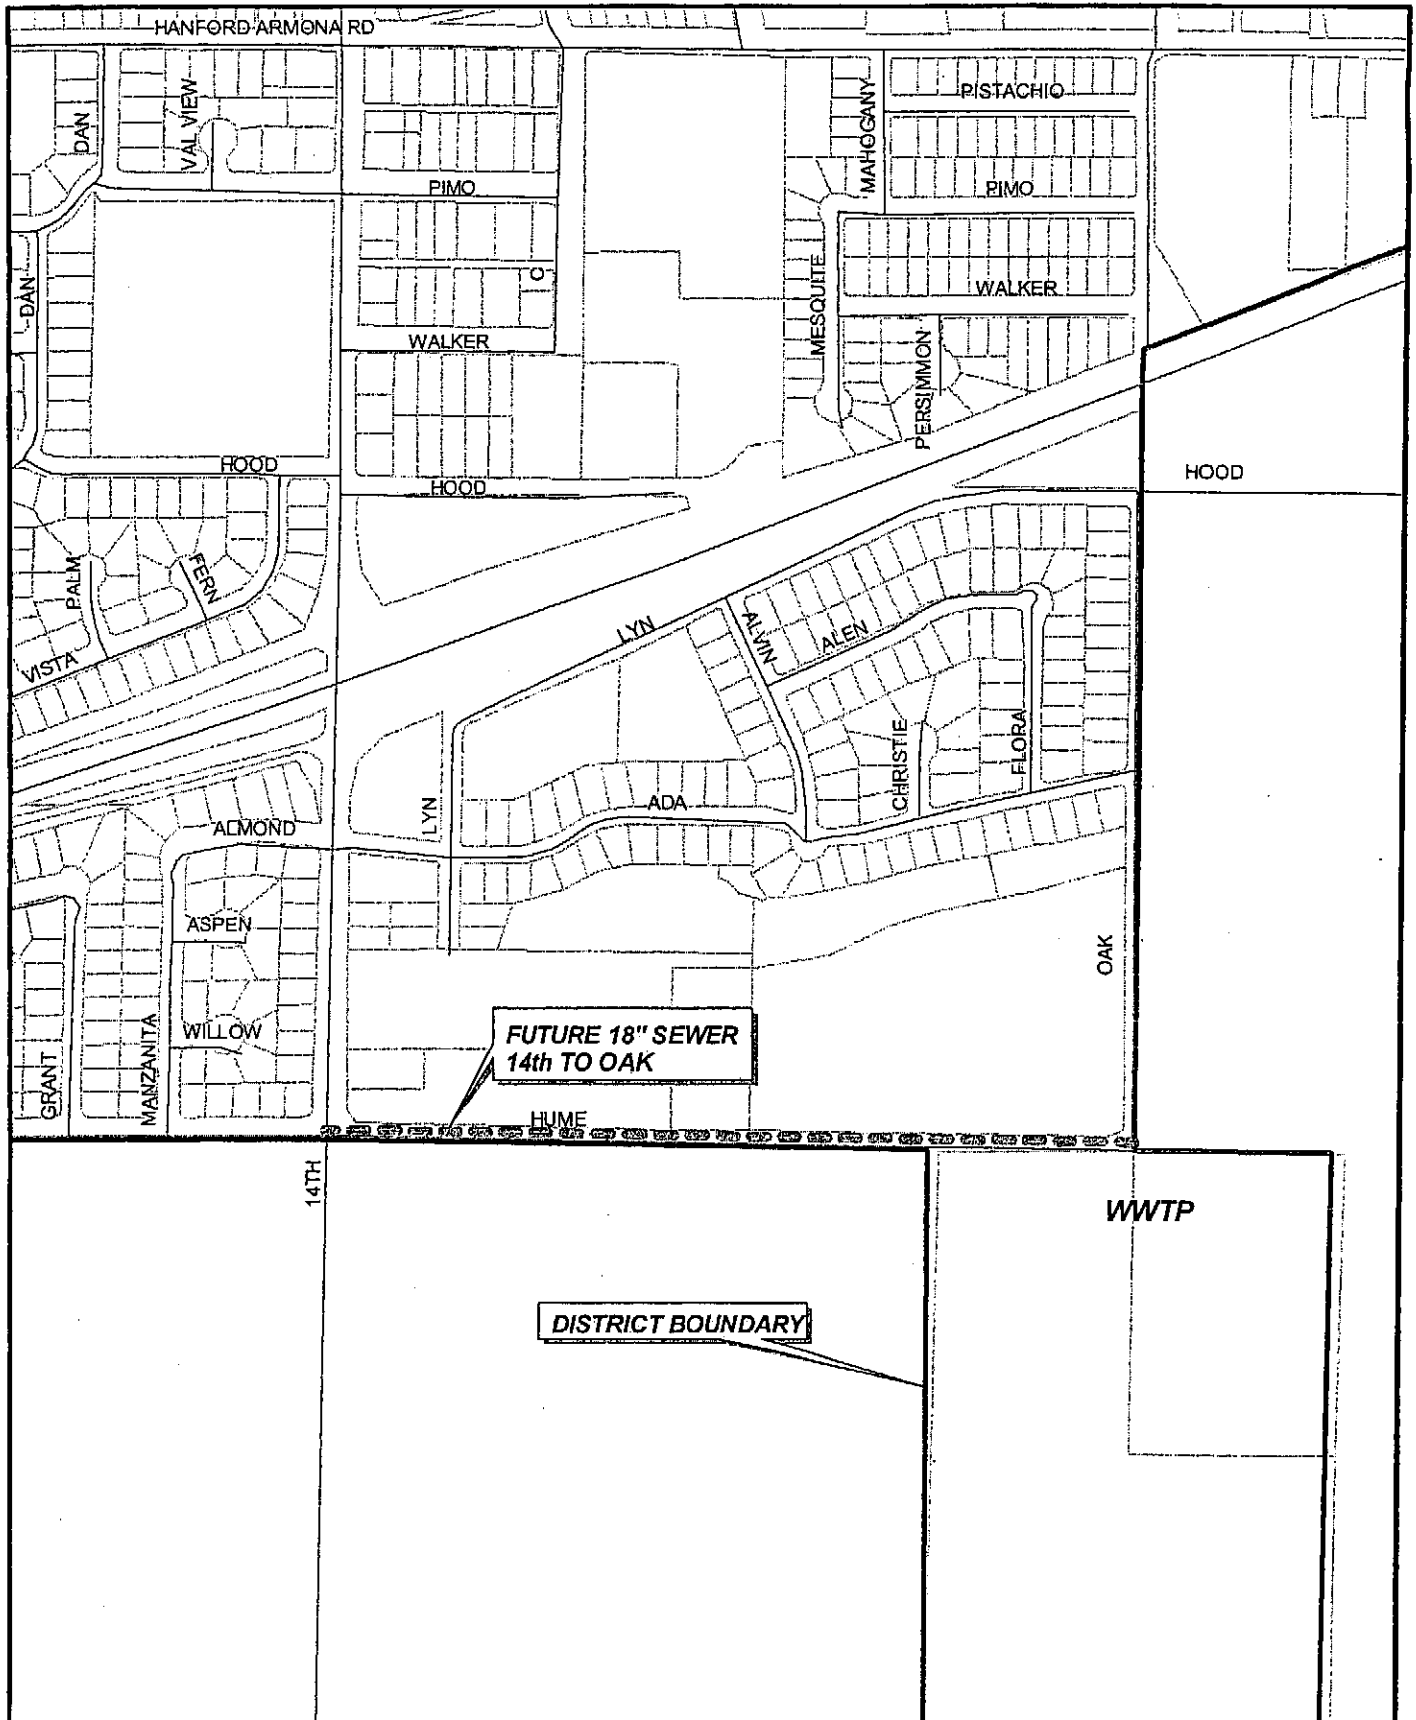 HANFORD ARMONA RD
DAN
VAL VIEW
PIMO
MAHOGANY
PISTACHIO
PIMO
DAN
C
WALKER
MESQUITE
WALKER
PERSIMMON
HOOD
HOOD
HOOD
PALM
FERN
VISTA
LYN
ALVIN
ALEN
CHRISTIE
FLORA
LYN
ADA
ALMOND
ASPEN
OAK
GRANT
MANZANITA
WILLOW
FUTURE 18" SEWER
14th TO OAK
HUME
14TH
WWTP
DISTRICT BOUNDARY